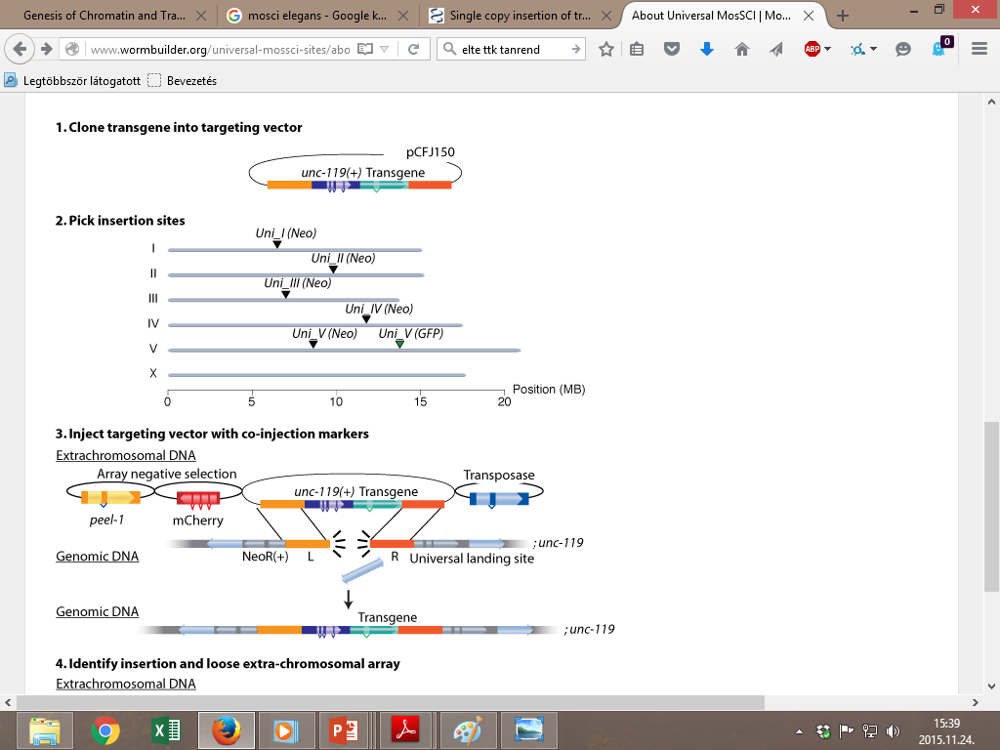 Genesis of Chromatin and Tra...
mosci elegans - Google k...
Single copy insertion of tr...
About Universal MosSCI | Mo...
www.wormbuilder.org/universal-mossci-sites/abo
elte ttk tanrend
ABP
0
Legtöbbször látogatott
Bevezetés
1. Clone transgene into targeting vector
pCFJ150
unc-119(+) Transgene
2. Pick insertion sites
Uni_I (Neo)
I
Uni_II (Neo)
II
Uni_III (Neo)
III
Uni_IV (Neo)
IV
Uni_V (Neo) Uni_V (GFP)
V
X
0 5 10 15 20 Position (MB)
3. Inject targeting vector with co-injection markers
Extrachromosomal DNA
Array negative selection
Transposase
unc-119(+) Transgene
peel-1
mCherry
; unc-119
Genomic DNA
NeoR(+) L R Universal landing site
Genomic DNA
Transgene
; unc-119
4. Identify insertion and loose extra-chromosomal array
Extrachromosomal DNA
15:39
2015.11.24.